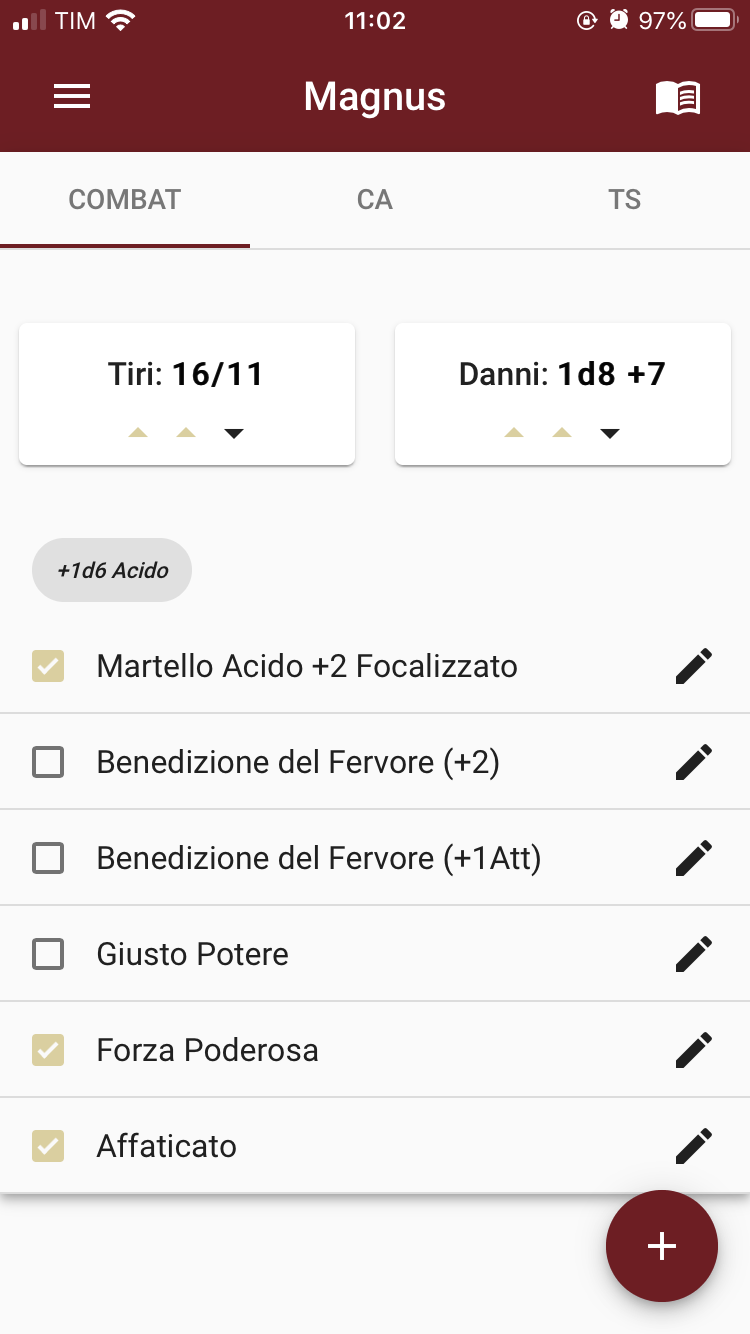 TIM 11:02 97%
Magnus
COMBAT CA TS
Tiri: 16/11 Danni: 1d8 +7
+1d6 Acido
Martello Acido +2 Focalizzato
Benedizione del Fervore (+2)
Benedizione del Fervore (+1Att)
Giusto Potere
Forza Poderosa
Affaticato